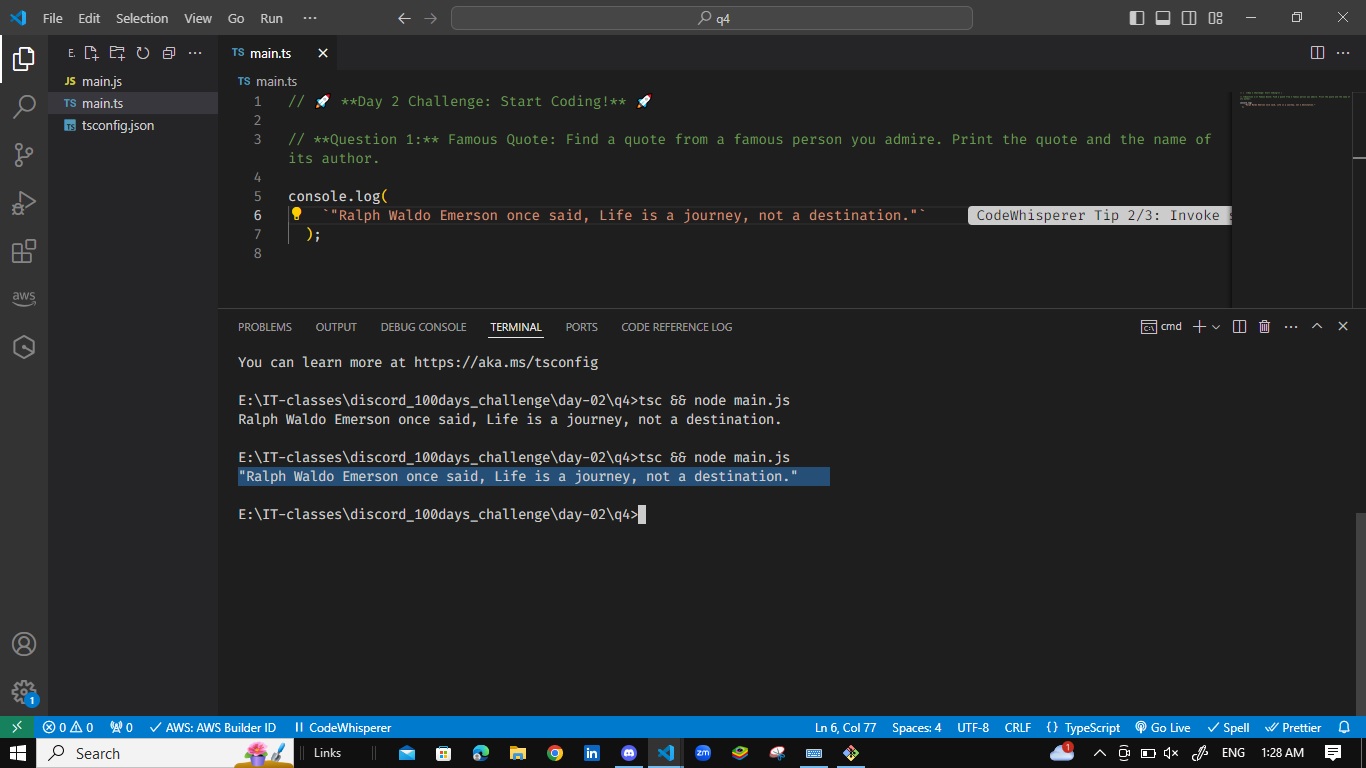 File Edit Selection View Go Run ···
q4
E.
TS main.ts
JS main.js
TS main.ts
tsconfig.json
TS main.ts
1 // 🚀 **Day 2 Challenge: Start Coding!** 🚀
2
3 // **Question 1:** Famous Quote: Find a quote from a famous person you admire. Print the quote and the name of
its author.
4
5 console.log(
6 `"Ralph Waldo Emerson once said, Life is a journey, not a destination."` CodeWhisperer Tip 2/3: Invoke
7 );
8
aws
PROBLEMS OUTPUT DEBUG CONSOLE TERMINAL PORTS CODE REFERENCE LOG
cmd
You can learn more at https://aka.ms/tsconfig
E:\IT-classes\discord_100days_challenge\day-02\q4>tsc && node main.js
Ralph Waldo Emerson once said, Life is a journey, not a destination.
E:\IT-classes\discord_100days_challenge\day-02\q4>tsc && node main.js
"Ralph Waldo Emerson once said, Life is a journey, not a destination."
E:\IT-classes\discord_100days_challenge\day-02\q4>
1
0 0 0 AWS: AWS Builder ID CodeWhisperer Ln 6, Col 77 Spaces: 4 UTF-8 CRLF {} TypeScript Go Live Spell Prettier
Search Links in zm 1 ENG 1:28 AM